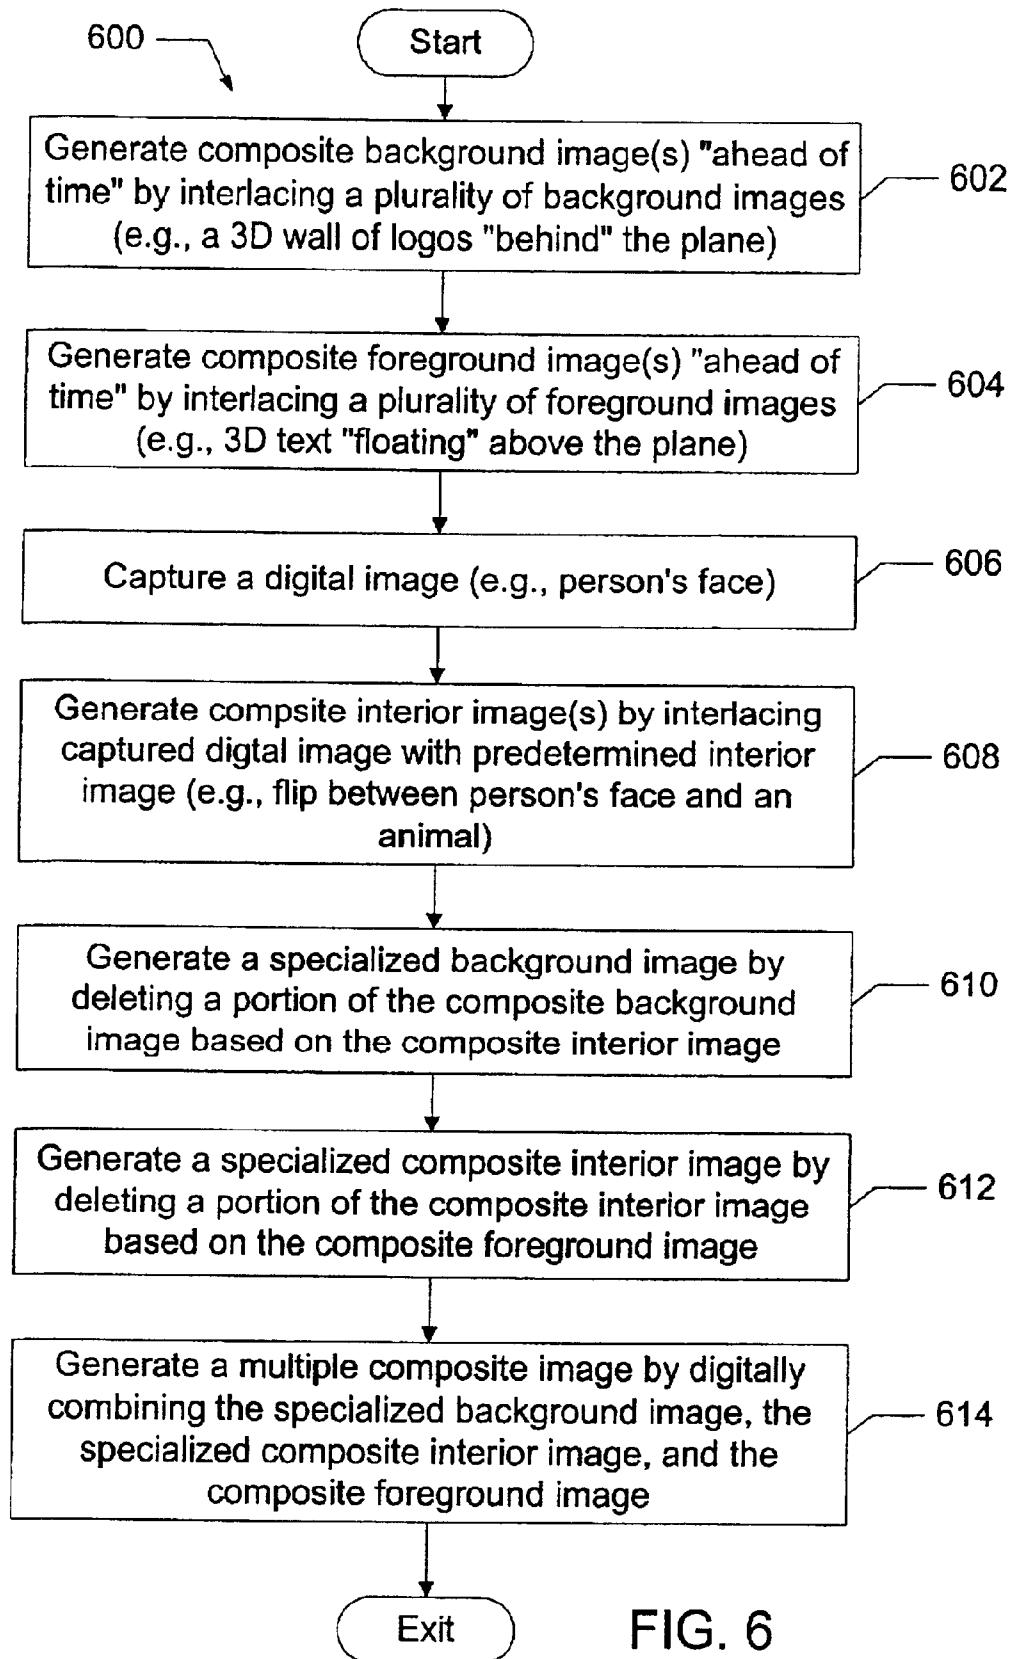 600
Start
Generate composite background image(s) "ahead of
time" by interlacing a plurality of background images
(e.g., a 3D wall of logos "behind" the plane)
602
Generate composite foreground image(s) "ahead of
time" by interlacing a plurality of foreground images
(e.g., 3D text "floating" above the plane)
604
Capture a digital image (e.g., person's face)
606
Generate compsite interior image(s) by interlacing
captured digtal image with predetermined interior
image (e.g., flip between person's face and an
animal)
608
Generate a specialized background image by
deleting a portion of the composite background
image based on the composite interior image
610
Generate a specialized composite interior image by
deleting a portion of the composite interior image
based on the composite foreground image
612
Generate a multiple composite image by digitally
combining the specialized background image, the
specialized composite interior image, and the
composite foreground image
614
Exit
FIG. 6